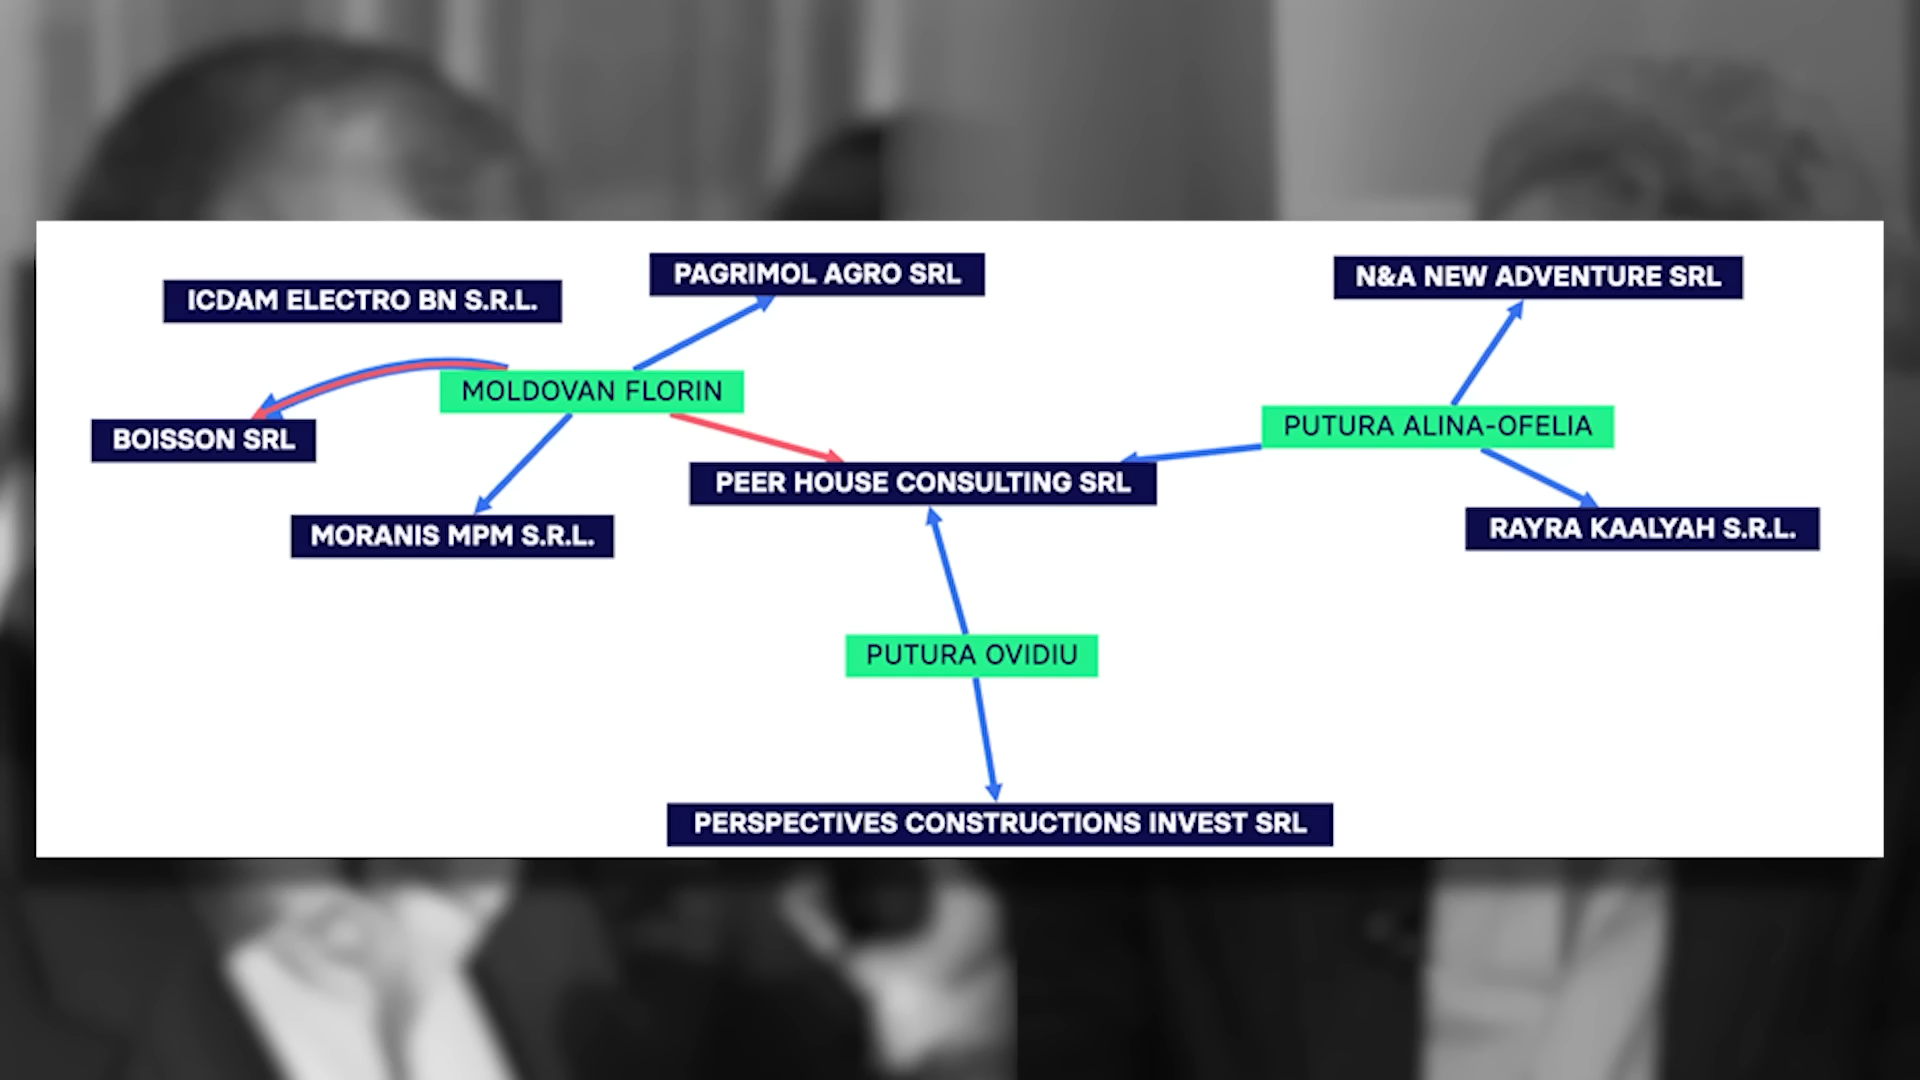 ICDAM ELECTRO BN S.R.L.
PAGRIMOL AGRO SRL
N&A NEW ADVENTURE SRL
MOLDOVAN FLORIN
PUTURA ALINA-OFELIA
BOISSON SRL
PEER HOUSE CONSULTING SRL
MORANIS MPM S.R.L.
RAYRA KAALYAH S.R.L.
PUTURA OVIDIU
PERSPECTIVES CONSTRUCTIONS INVEST SRL